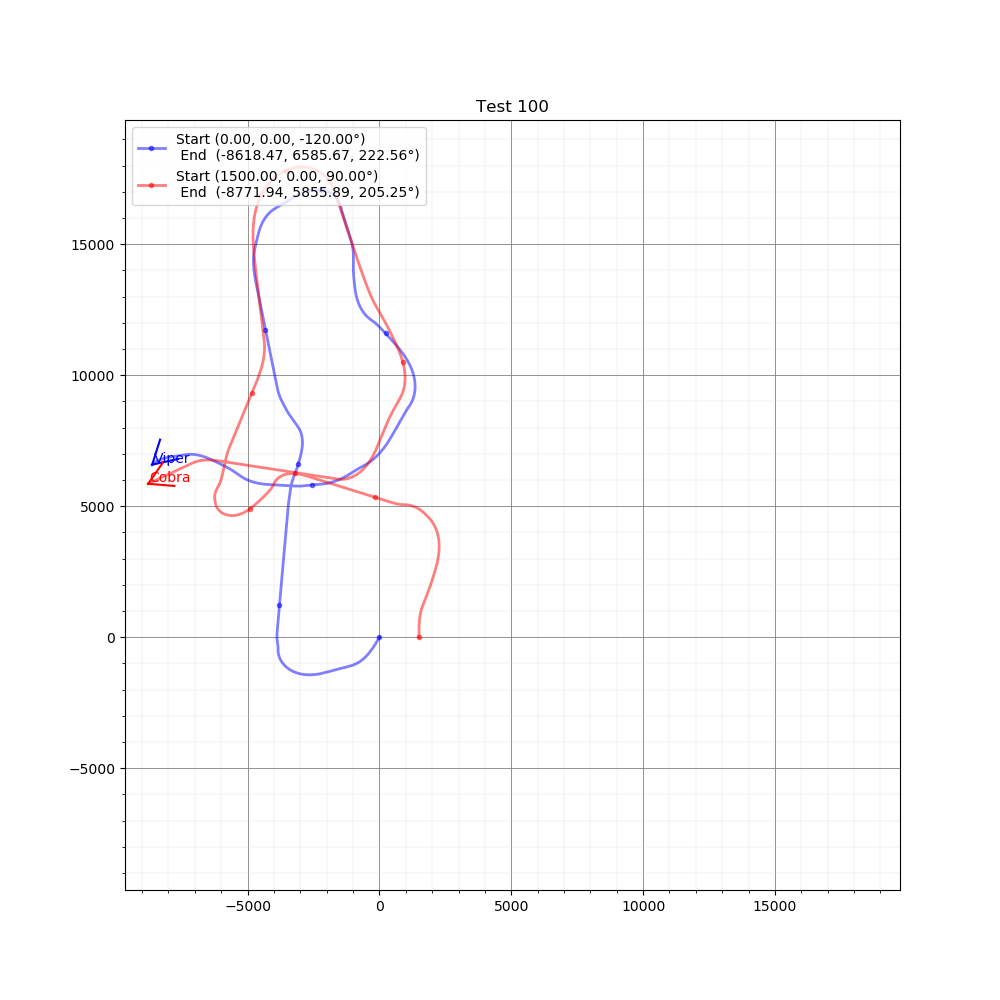 Test 100
Start (0.00, 0.00, -120.00°)
End (-8618.47, 6585.67, 222.56°)
Start (1500.00, 0.00, 90.00°)
End (-8771.94, 5855.89, 205.25°)
15000
10000
Viper
Cobra
5000
0
−5000
−5000 0 5000 10000 15000